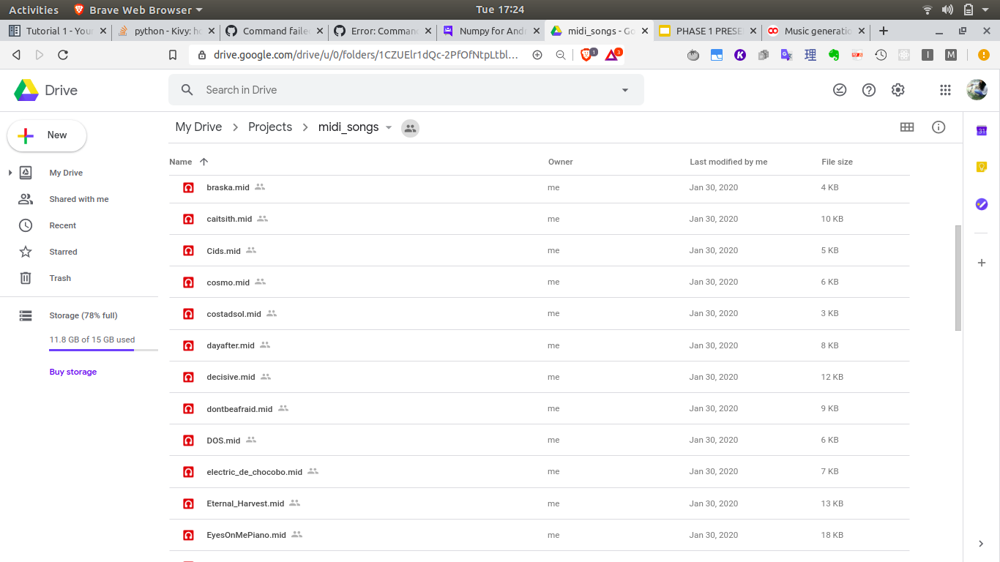 Activities Brave Web Browser Tue 17:24
Tutorial 1 - Your python - Kivy: ho Command faile Error: Comman Numpy for Andr midi_songs - Go PHASE 1 PRESE Music generatio
drive.google.com/drive/u/0/folders/1CZUElr1dQc-2PfOfNtpLtbl... 1 3
Drive Search in Drive
New
My Drive Projects midi_songs
Name Owner Last modified by me File size
My Drive
Shared with me
Recent
Starred
Trash
Storage (78% full)
11.8 GB of 15 GB used
Buy storage
braska.mid me Jan 30, 2020 4 KB
caitsith.mid me Jan 30, 2020 10 KB
Cids.mid me Jan 30, 2020 5 KB
cosmo.mid me Jan 30, 2020 6 KB
costadsol.mid me Jan 30, 2020 3 KB
dayafter.mid me Jan 30, 2020 8 KB
decisive.mid me Jan 30, 2020 12 KB
dontbeafraid.mid me Jan 30, 2020 9 KB
DOS.mid me Jan 30, 2020 6 KB
electric_de_chocobo.mid me Jan 30, 2020 7 KB
Eternal_Harvest.mid me Jan 30, 2020 13 KB
EyesOnMePiano.mid me Jan 30, 2020 18 KB
31